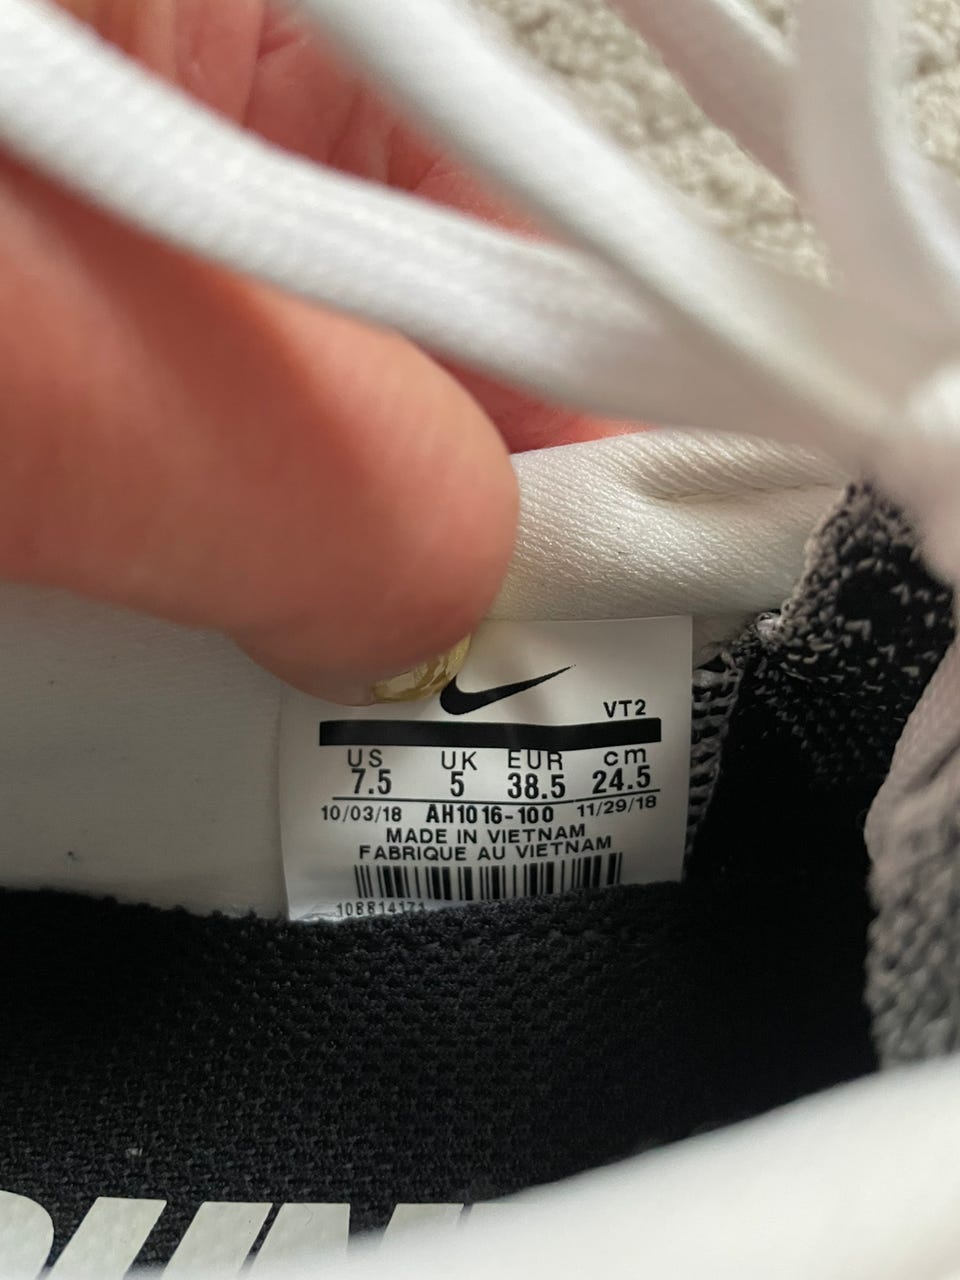 VT2
US UK EUR cm
7.5 5 38.5 24.5
10/03/18 AH1016-100 11/29/18
MADE IN VIETNAM
FABRIQUE AU VIETNAM